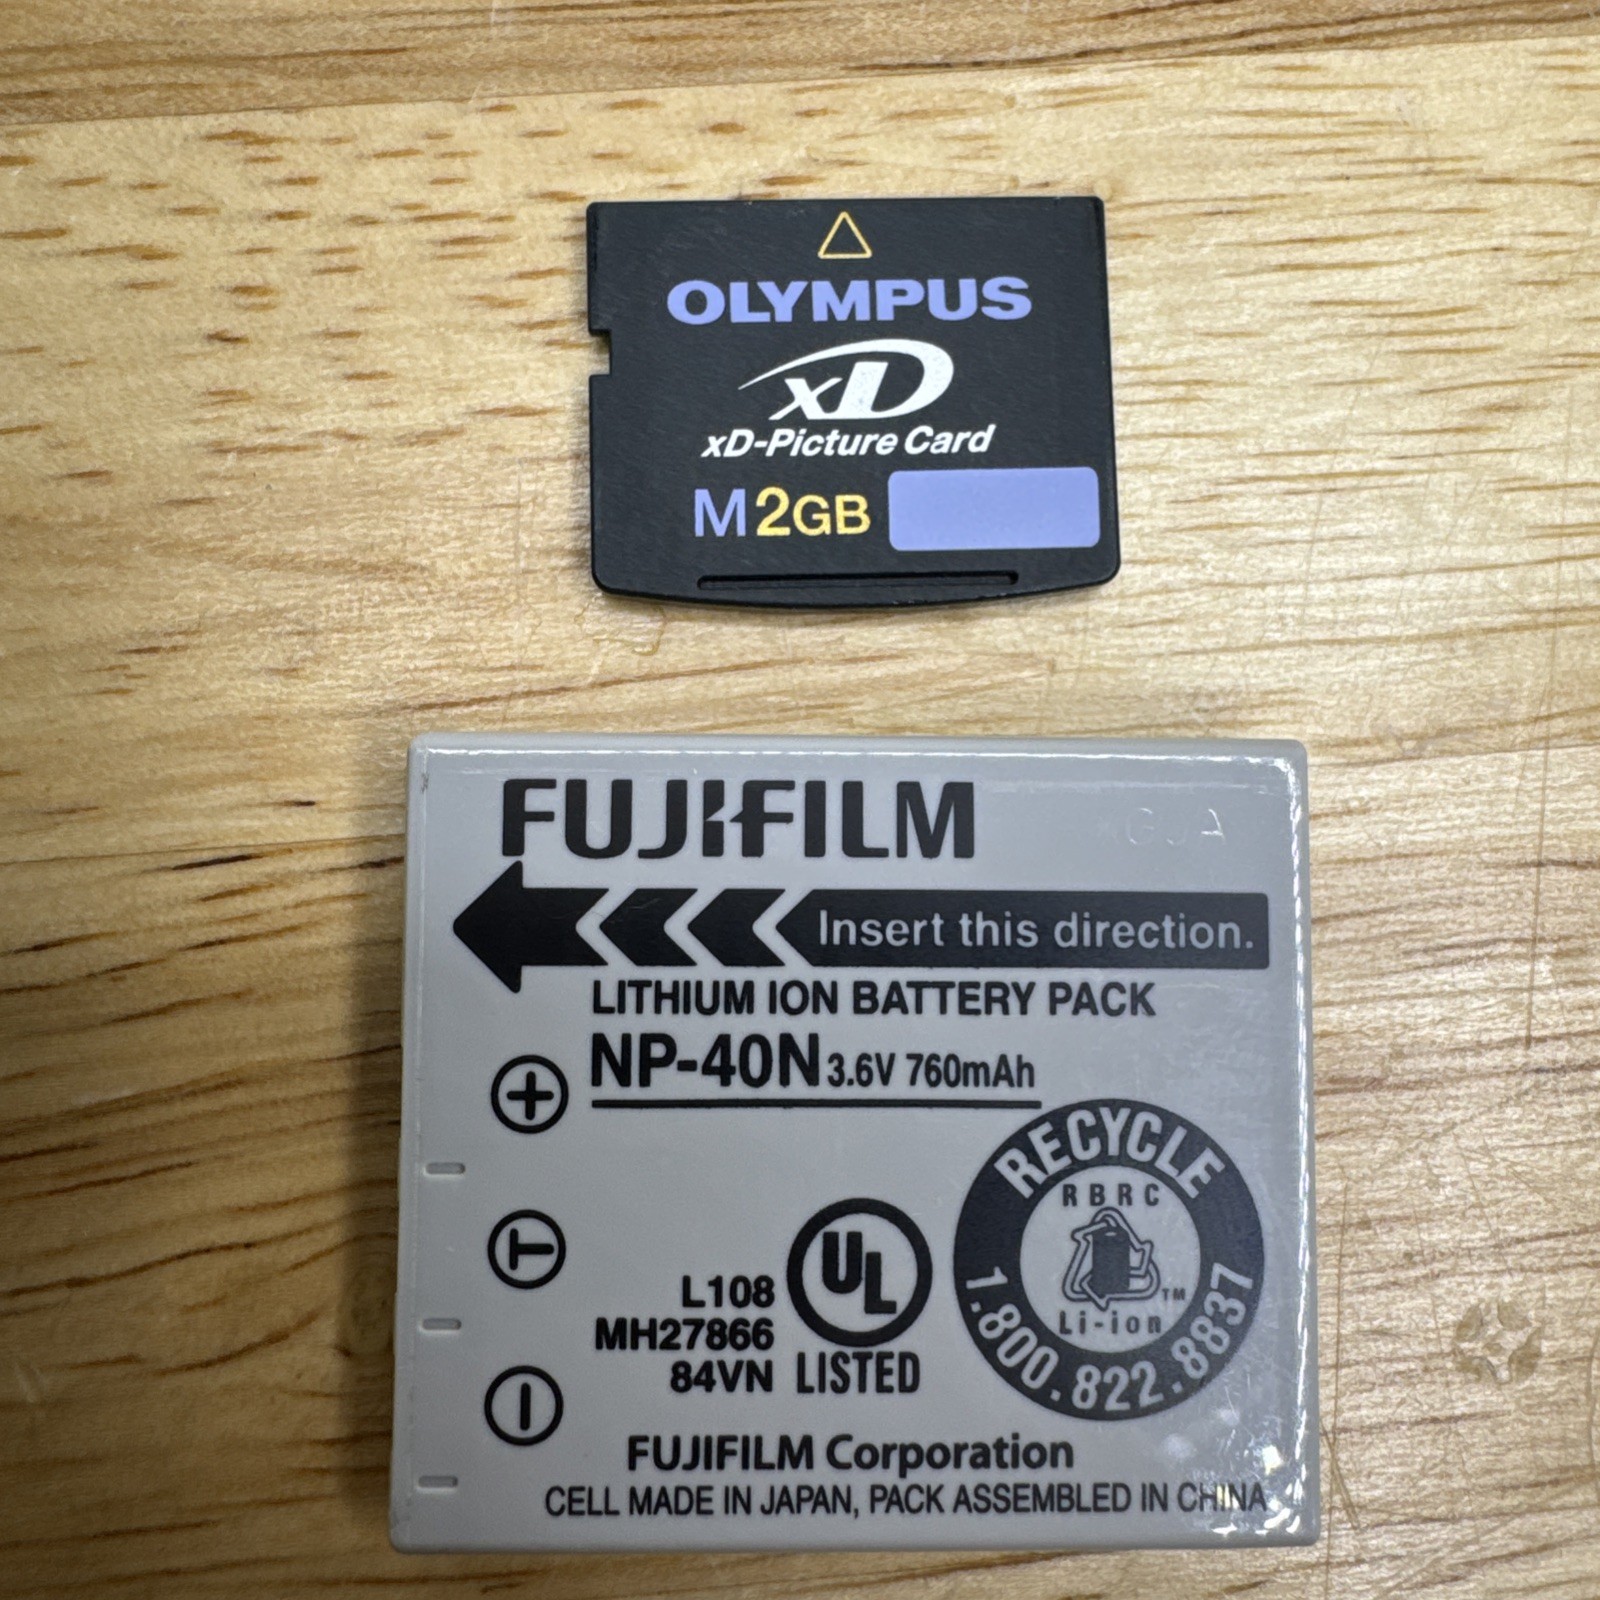 OLYMPUS
xD
xD-Picture Card
M 2GB
FUJIFILM
GJA
Insert this direction.
LITHIUM ION BATTERY PACK
NP-40N 3.6V 760mAh
RECYCLE
RBRC
Li-ion
TM
1.800.822.8837
UL
LISTED
L108
MH27866
84VN
FUJIFILM Corporation
CELL MADE IN JAPAN, PACK ASSEMBLED IN CHINA